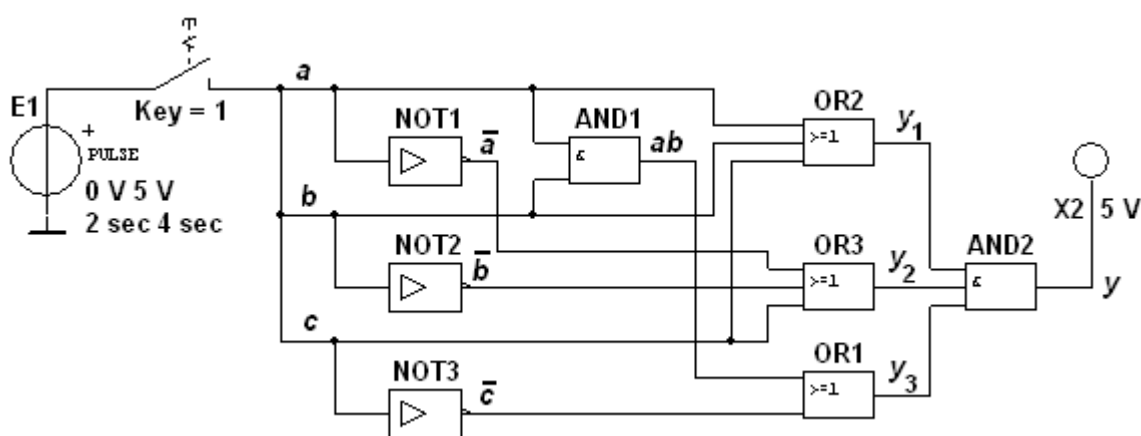 E1
+
PULSE
0 V 5 V
2 sec 4 sec
Key = 1
a
b
c
NOT1
a̅
NOT2
b̅
NOT3
c̅
AND1
&
ab
OR2
>=1
y₁
OR3
>=1
y₂
OR1
>=1
y₃
AND2
&
y
X2 5 V